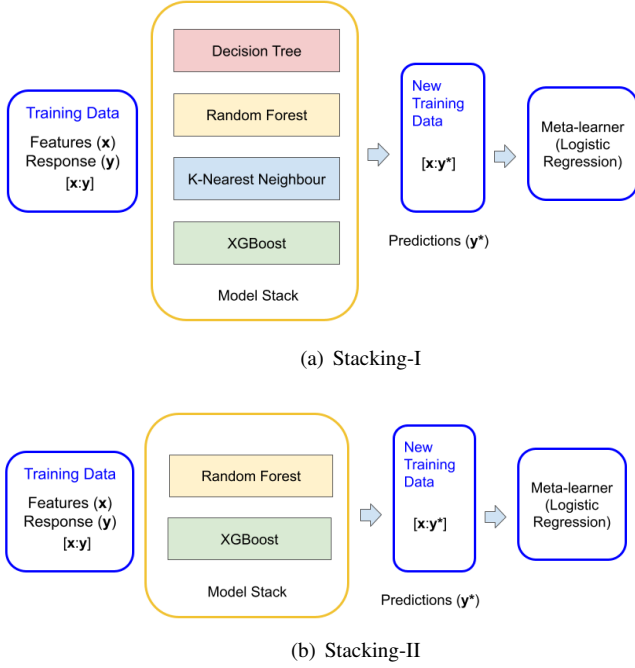 Training Data
Features (x)
Response (y)
[x:y]
Decision Tree
Random Forest
K-Nearest Neighbour
XGBoost
Model Stack
New
Training
Data
[x:y*]
Predictions (y*)
Meta-learner
(Logistic
Regression)
(a) Stacking-I
Training Data
Features (x)
Response (y)
[x:y]
Random Forest
XGBoost
Model Stack
New
Training
Data
[x:y*]
Predictions (y*)
Meta-learner
(Logistic
Regression)
(b) Stacking-II